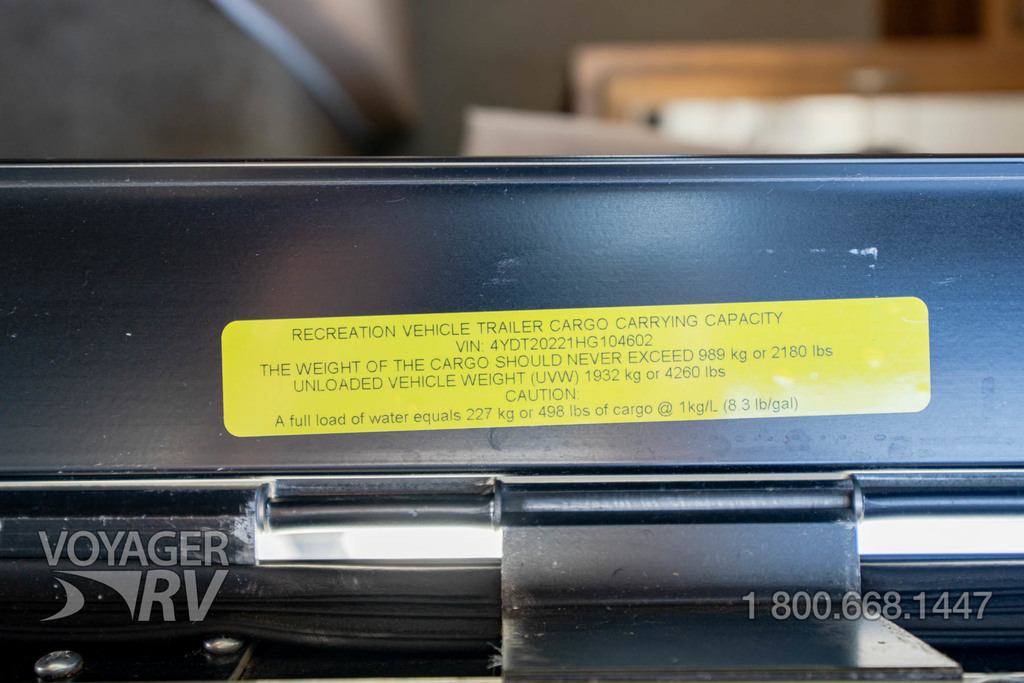 RECREATION VEHICLE TRAILER CARGO CARRYING CAPACITY
VIN: 4YDT20221HG104602
THE WEIGHT OF THE CARGO SHOULD NEVER EXCEED 989 kg or 2180 lbs
UNLOADED VEHICLE WEIGHT (UVW) 1932 kg or 4260 lbs
CAUTION:
A full load of water equals 227 kg or 498 lbs of cargo @ 1kg/L (8.3 lb/gal)
VOYAGER
RV
1 800.668.1447